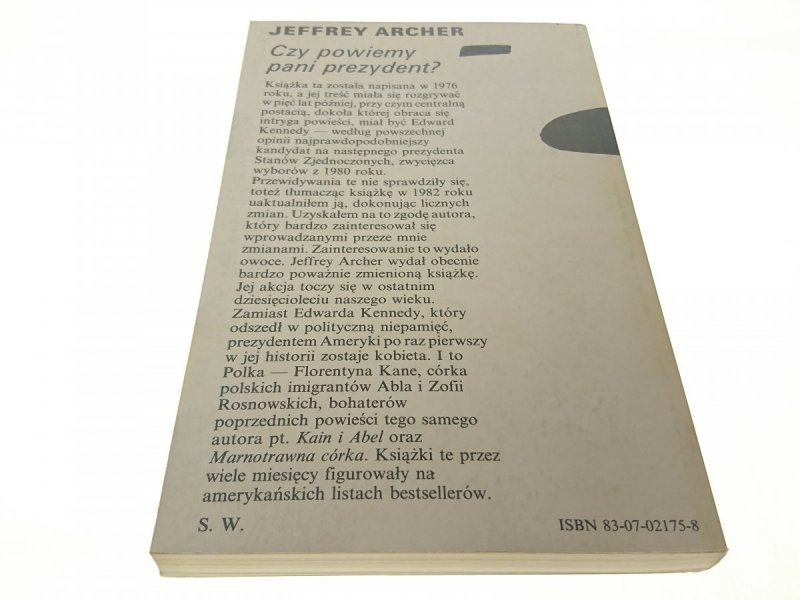 JEFFREY ARCHER
Czy powiemy
pani prezydent?
Książka ta została napisana w 1976
roku, a jej treść miała się rozgrywać
w pięć lat później, przy czym centralną
postacią, dokoła której obraca się
intryga powieści, miał być Edward
Kennedy — według powszechnej
opinii najprawdopodobniejszy
kandydat na następnego prezydenta
Stanów Zjednoczonych, zwycięzca
wyborów z 1980 roku.
Przewidywania te nie sprawdziły się,
toteż tłumacząc książkę w 1982 roku
uaktualniłem ją, dokonując licznych
zmian. Uzyskałem na to zgodę autora,
który bardzo zainteresował się
wprowadzanymi przeze mnie
zmianami. Zainteresowanie to wydało
owoce. Jeffrey Archer wydał obecnie
bardzo poważnie zmienioną książkę.
Jej akcja toczy się w ostatnim
dziesięcioleciu naszego wieku.
Zamiast Edwarda Kennedy, który
odszedł w polityczną niepamięć,
prezydentem Ameryki po raz pierwszy
w jej historii zostaje kobieta. I to
Polka — Florentyna Kane, córka
polskich imigrantów Abla i Zofii
Rosnowskich, bohaterów
poprzednich powieści tego samego
autora pt. Kain i Abel oraz
Marnotrawna córka. Książki te przez
wiele miesięcy figurowały na
amerykańskich listach bestsellerów.
S. W.
ISBN 83-07-02175-8